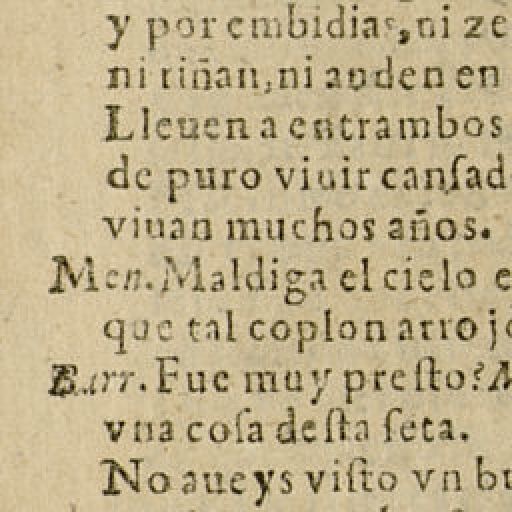 y por embidias, ni ze
ni riñan, ni anden en
Lleuen a entrambos
de puro viuir canſad
viuan muchos años.
Men. Maldiga el cielo e
que tal coplon arrojo
Barr. Fue muy preſto? M
vna coſa deſta ſeta.
No aueys viſto vn bu